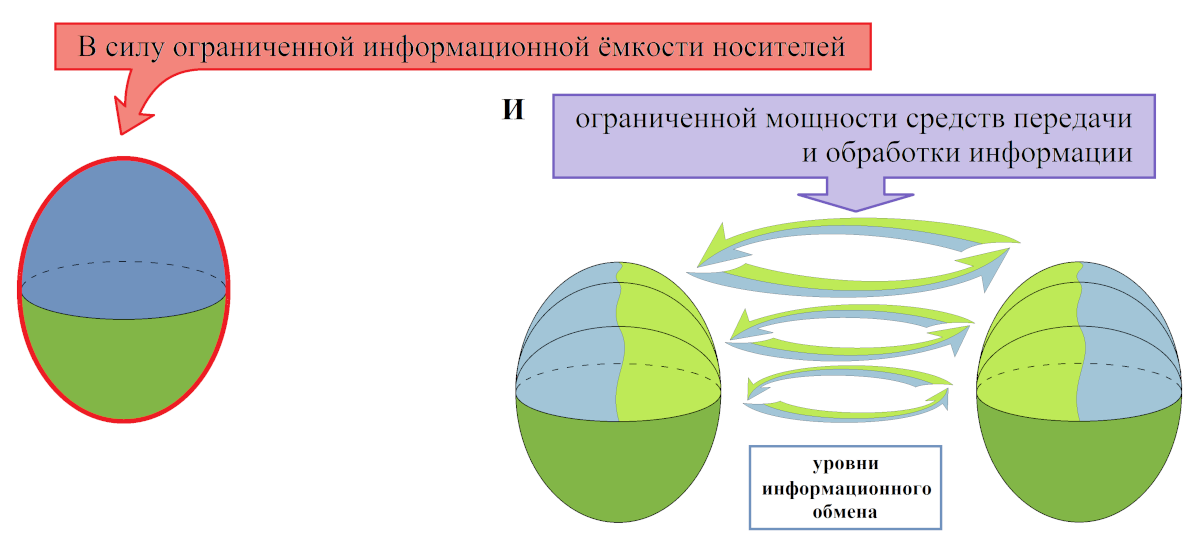 В силу ограниченной информационной ёмкости носителей
И
ограниченной мощности средств передачи
и обработки информации
уровни
информационного
обмена